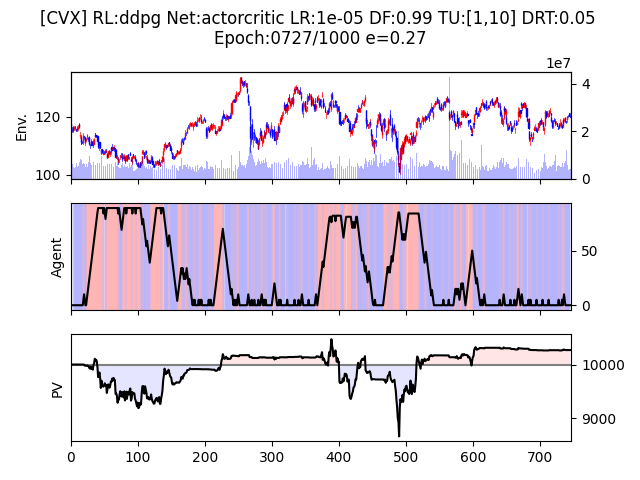 [CVX] RL:ddpg Net:actorcritic LR:1e-05 DF:0.99 TU:[1,10] DRT:0.05
Epoch:0727/1000 e=0.27
1e7
Env.
120
100
4
2
0
Agent
50
0
PV
10000
9000
0 100 200 300 400 500 600 700